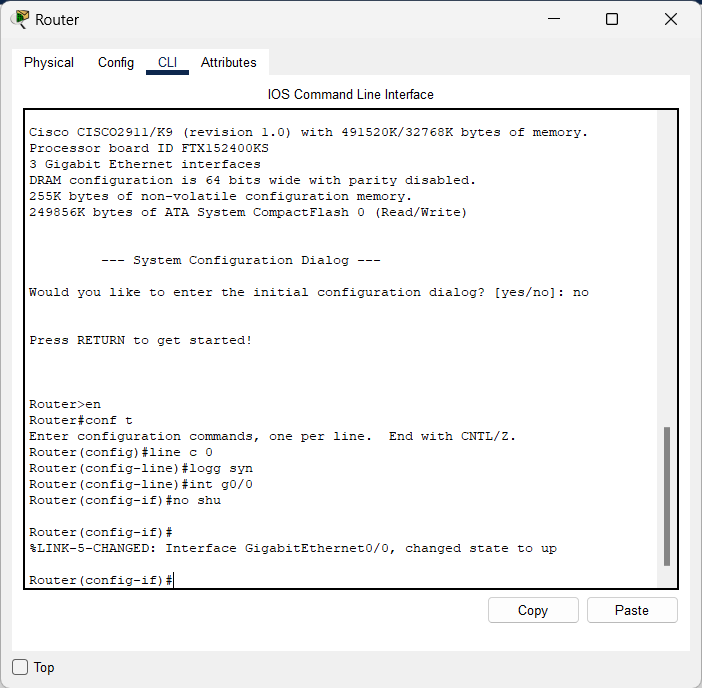 Router
Physical Config CLI Attributes
IOS Command Line Interface
Cisco CISCO2911/K9 (revision 1.0) with 491520K/32768K bytes of memory.
Processor board ID FTX152400KS
3 Gigabit Ethernet interfaces
DRAM configuration is 64 bits wide with parity disabled.
255K bytes of non-volatile configuration memory.
249856K bytes of ATA System CompactFlash 0 (Read/Write)
--- System Configuration Dialog ---
Would you like to enter the initial configuration dialog? [yes/no]: no
Press RETURN to get started!
Router>en
Router#conf t
Enter configuration commands, one per line.  End with CNTL/Z.
Router(config)#line c 0
Router(config-line)#logg syn
Router(config-line)#int g0/0
Router(config-if)#no shu
Router(config-if)#
%LINK-5-CHANGED: Interface GigabitEthernet0/0, changed state to up
Router(config-if)#
Copy Paste
Top